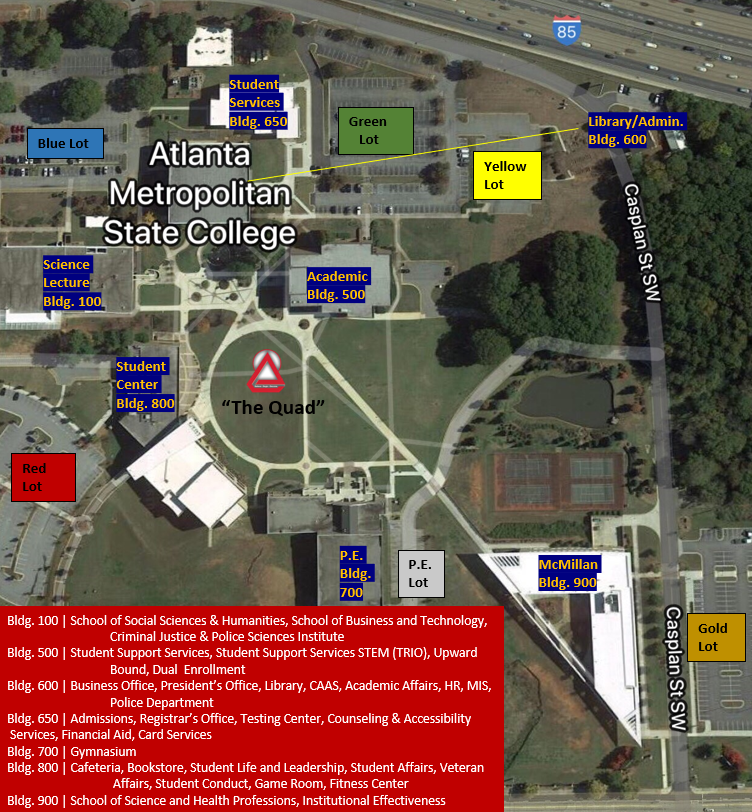 85
Student
Services
Bldg. 650
Green
Lot
Library/Admin.
Bldg. 600
Blue Lot
Atlanta
Metropolitan
State College
Yellow
Lot
Casplan St SW
Science
Lecture
Bldg. 100
Academic
Bldg. 500
Student
Center
Bldg. 800
“The Quad”
Red
Lot
P.E.
Bldg.
700
P.E.
Lot
McMillan
Bldg. 900
Gold
Lot
Casplan St SW
Bldg. 100 | School of Social Sciences & Humanities, School of Business and Technology,
Criminal Justice & Police Sciences Institute
Bldg. 500 | Student Support Services, Student Support Services STEM (TRIO), Upward
Bound, Dual  Enrollment
Bldg. 600 | Business Office, President’s Office, Library, CAAS, Academic Affairs, HR, MIS,
Police Department
Bldg. 650 | Admissions, Registrar’s Office, Testing Center, Counseling & Accessibility
Services, Financial Aid, Card Services
Bldg. 700 | Gymnasium
Bldg. 800 | Cafeteria, Bookstore, Student Life and Leadership, Student Affairs, Veteran
Affairs, Student Conduct, Game Room, Fitness Center
Bldg. 900 | School of Science and Health Professions, Institutional Effectiveness